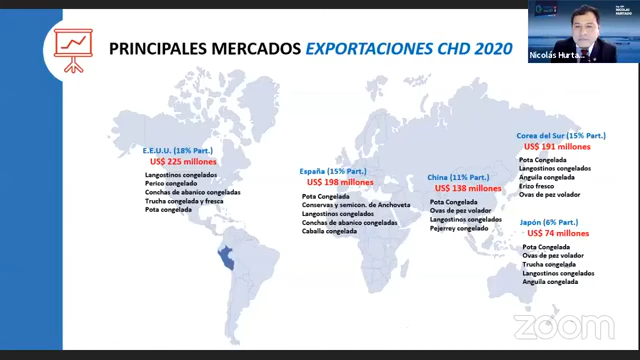 PRINCIPALES MERCADOS EXPORTACIONES CHD 2020
NICOLÁS
HURTADO
Nicolás Hurta...
E.E.U.U. (18% Part.)
US$ 225 millones
Langostinos congelados
Perico congelado
Conchas de abanico congeladas
Trucha congelada y fresca
Pota congelada
España (15% Part.)
US$ 198 millones
Pota Congelada
Conservas y semicon. de Anchoveta
Langostinos congelados
Conchas de abanico congeladas
Caballa congelada
China (11% Part.)
US$ 138 millones
Pota Congelada
Ovas de pez volador
Langostinos congelados
Pejerrey congelado
Corea del Sur (15% Part.)
US$ 191 millones
Pota Congelada
Langostinos congelados
Anguila congelada
Erizo fresco
Ovas de pez volador
Japón (6% Part.)
US$ 74 millones
Pota Congelada
Ovas de pez volador
Trucha congelada
Langostinos congelados
Anguila congelada
zoom